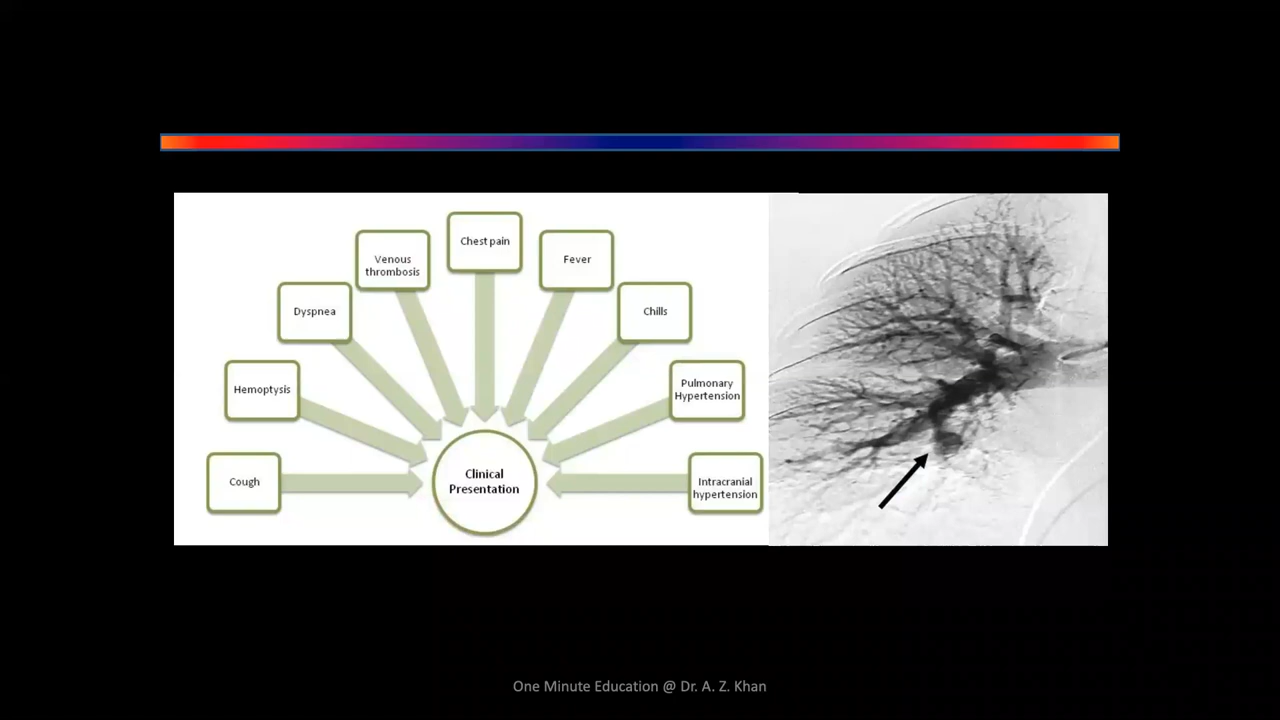 Chest pain
Venous
thrombosis
Fever
Dyspnea
Chills
Hemoptysis
Pulmonary
Hypertension
Cough
Clinical
Presentation
Intracranial
hypertension
One Minute Education @ Dr. A. Z. Khan